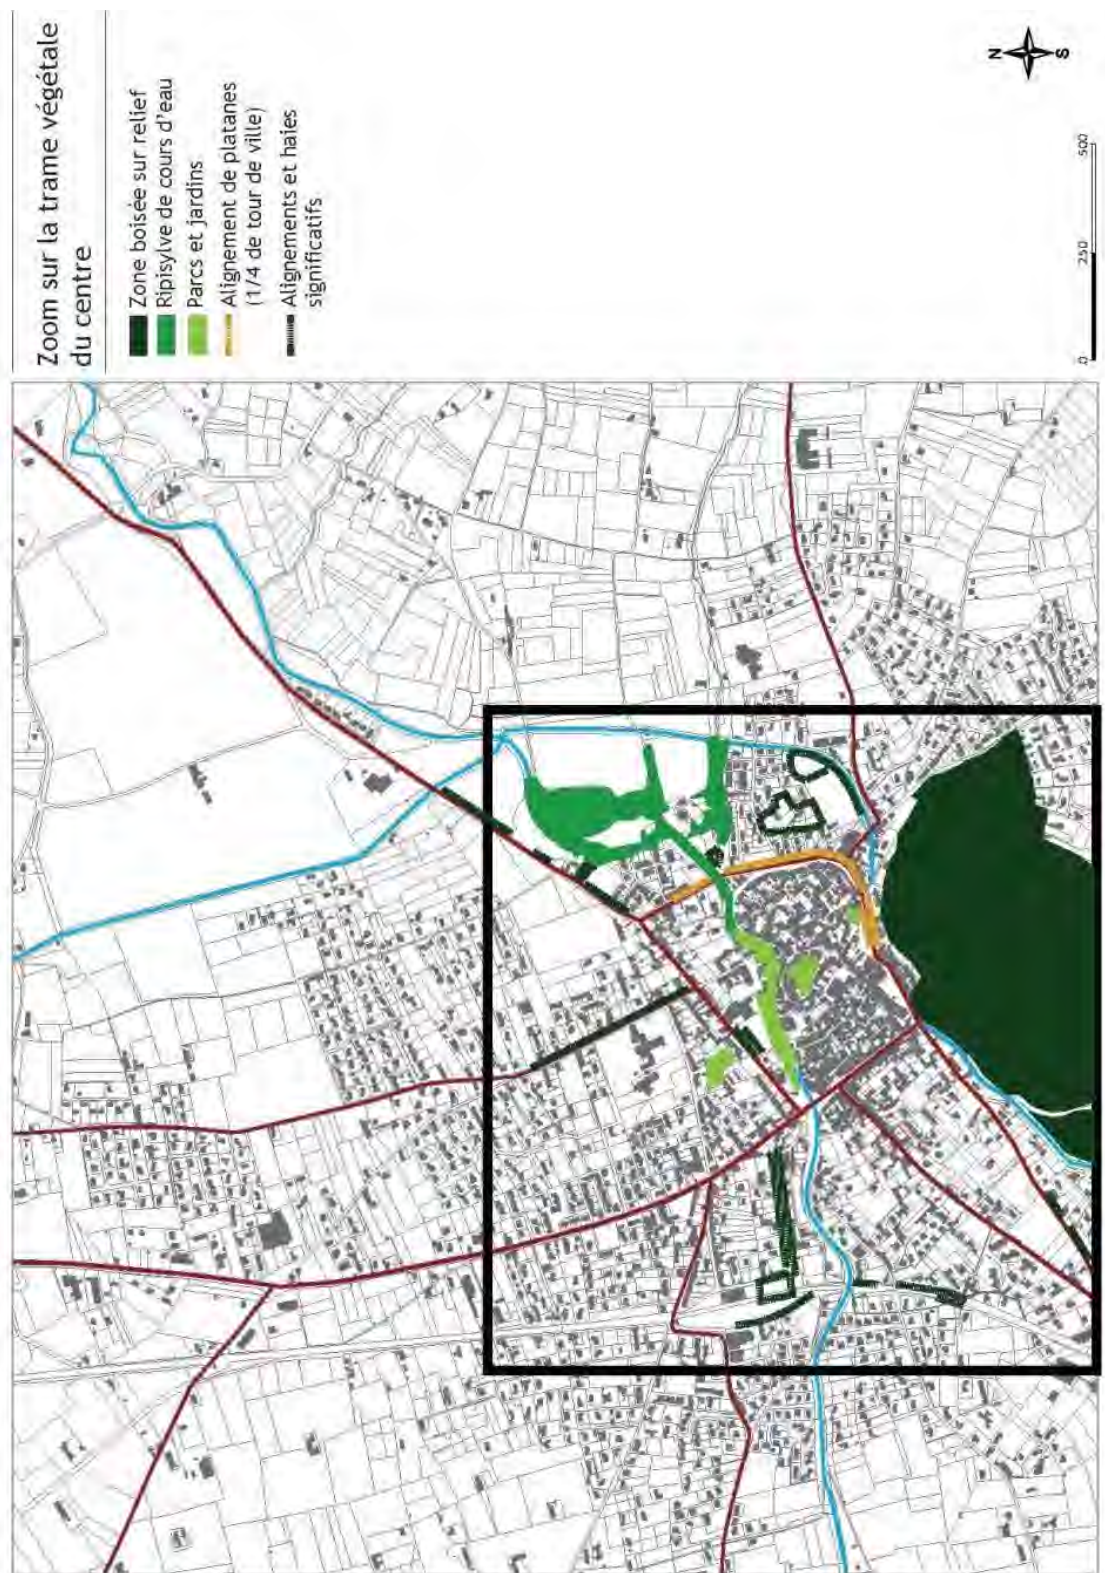 Zoom sur la trame végétale
du centre
Zone boisée sur relief
Ripisylve de cours d'eau
Parcs et jardins
Alignement de platanes
(1/4 de tour de ville)
Alignements et haies
significatifs
N
S
0 250 500